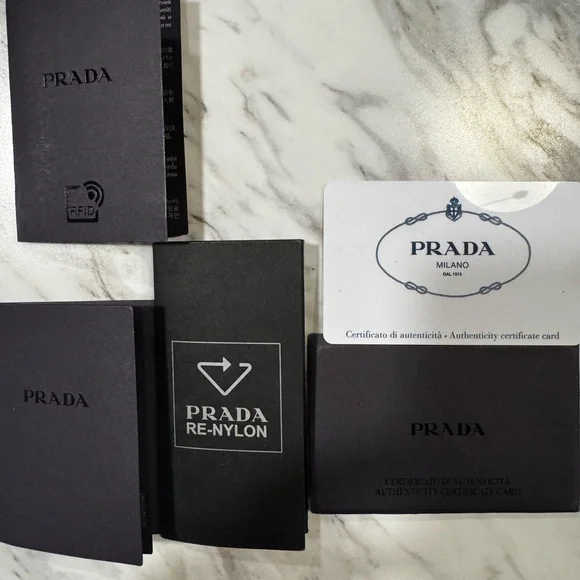 PRADA
RFID
PRADA
PRADA
RE-NYLON
PRADA
MILANO
DAL 1913
Certificato di autenticità • Authenticity certificate card
PRADA
CERTIFICATO DI AUTENTICITÀ
AUTHENTICITY CERTIFICATE CARD